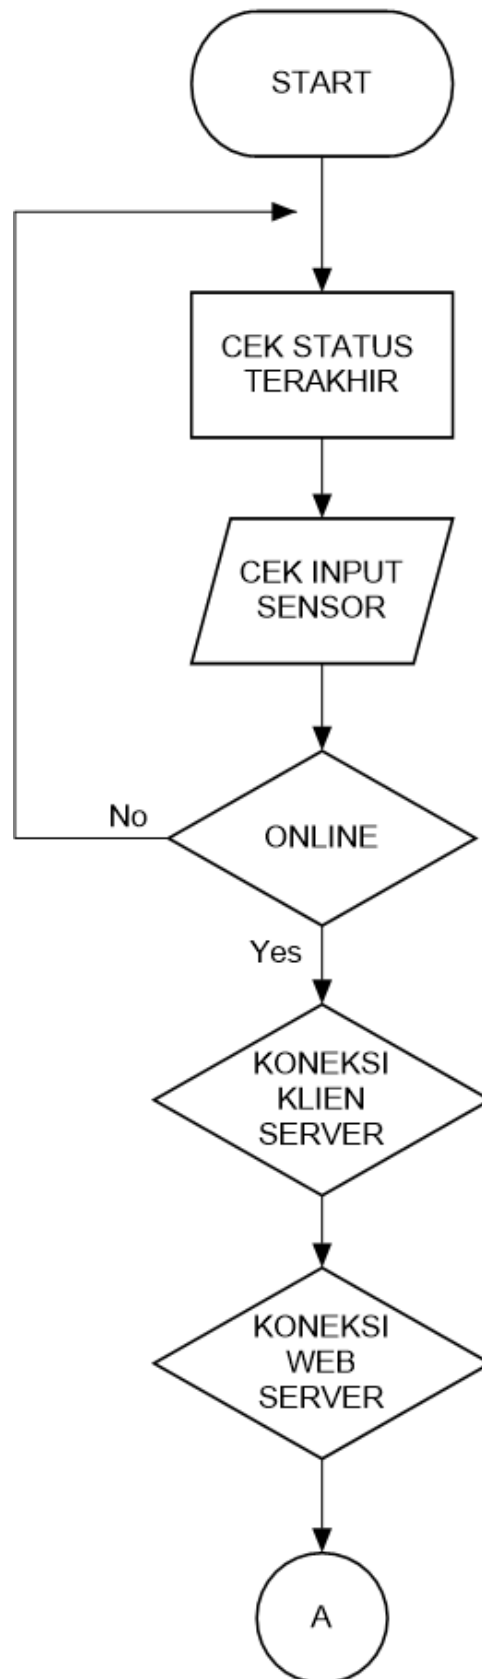 START
CEK STATUS
TERAKHIR
CEK INPUT
SENSOR
No
ONLINE
Yes
KONEKSI
KLIEN
SERVER
KONEKSI
WEB
SERVER
A